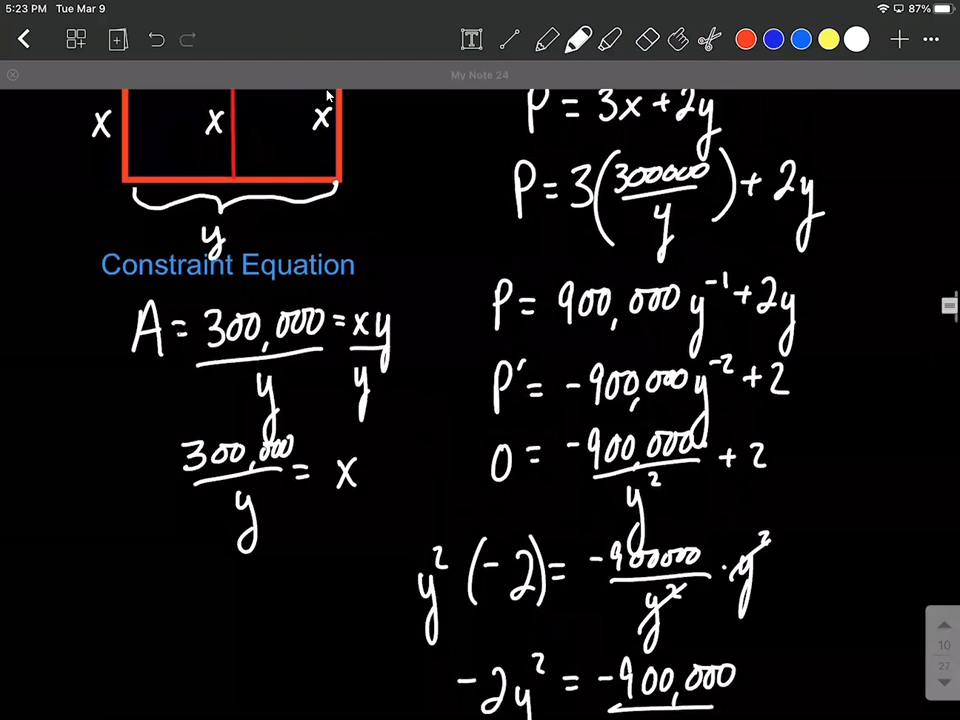 5:23 PM Tue Mar 9
87%
T
My Note 24
x x x
y
Constraint Equation
A = 300,000 = xy
y y
300,000 = x
y
P = 3x + 2y
P = 3(300000) + 2y
y
P = 900,000 y⁻¹ + 2y
P' = -900,000 y⁻² + 2
0 = -900,000 + 2
y²
y² (-2) = -900000 · y²
y²
-2y² = -900,000
10
27